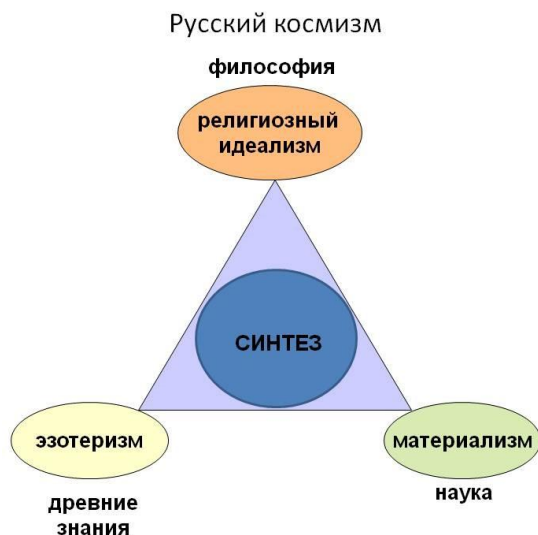 Русский космизм
философия
религиозный
идеализм
СИНТЕЗ
эзотеризм
материализм
древние
знания
наука